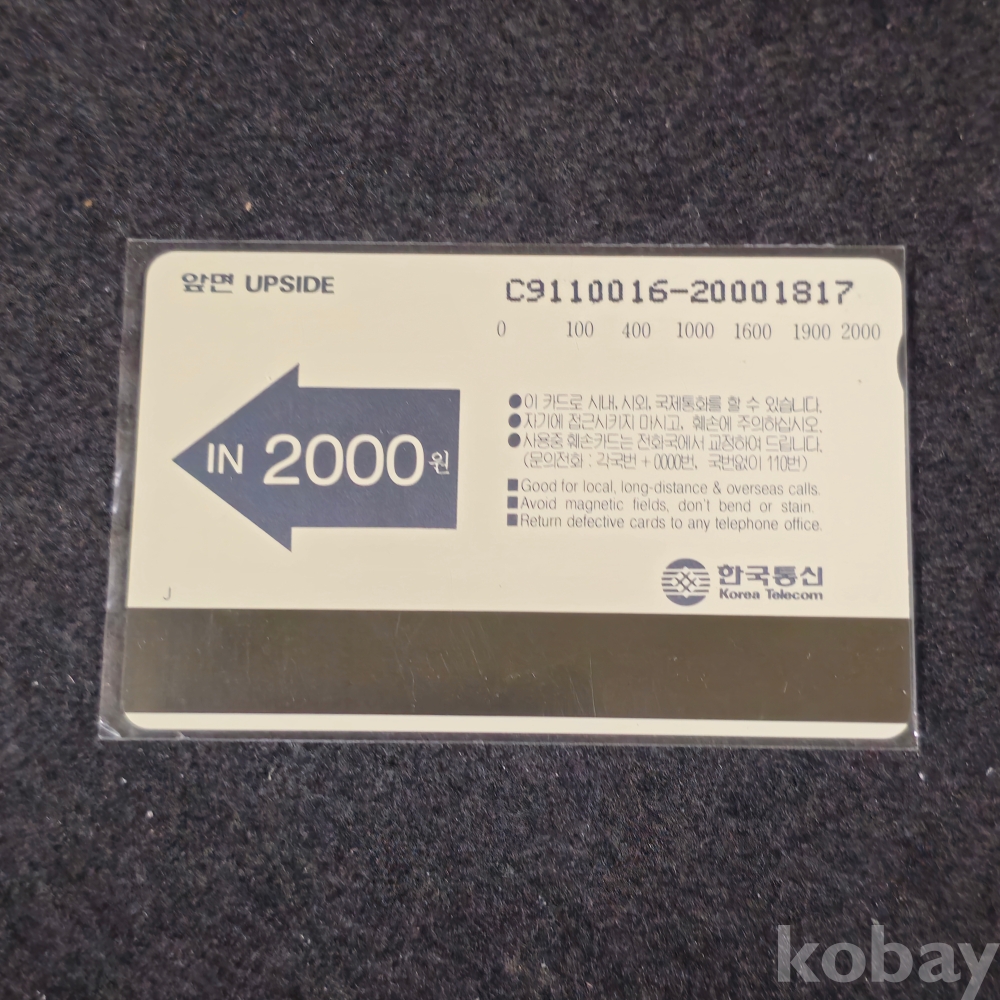 앞면 UPSIDE
C9110016-20001817
0 100 400 1000 1600 1900 2000
IN 2000원
●이 카드로 시내, 시외, 국제통화를 할 수 있습니다.
●자기에 접근시키지 마시고, 훼손에 주의하십시오.
●사용중 훼손카드는 전화국에서 교정하여 드립니다.
(문의전화 : 각국번 + 0000번, 국번없이 110번)
■Good for local, long-distance & overseas calls.
■Avoid magnetic fields, don't bend or stain.
■Return defective cards to any telephone office.
한국통신
Korea Telecom
J
kobay